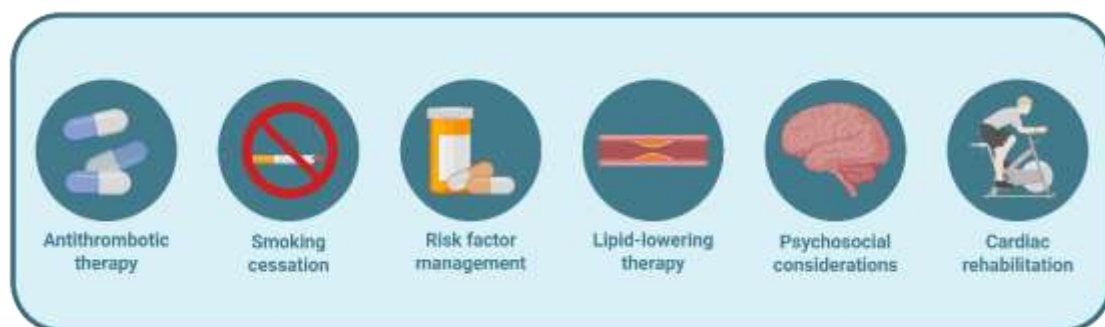 Antithrombotic
therapy
Smoking
cessation
Risk factor
management
Lipid-lowering
therapy
Psychosocial
considerations
Cardiac
rehabilitation